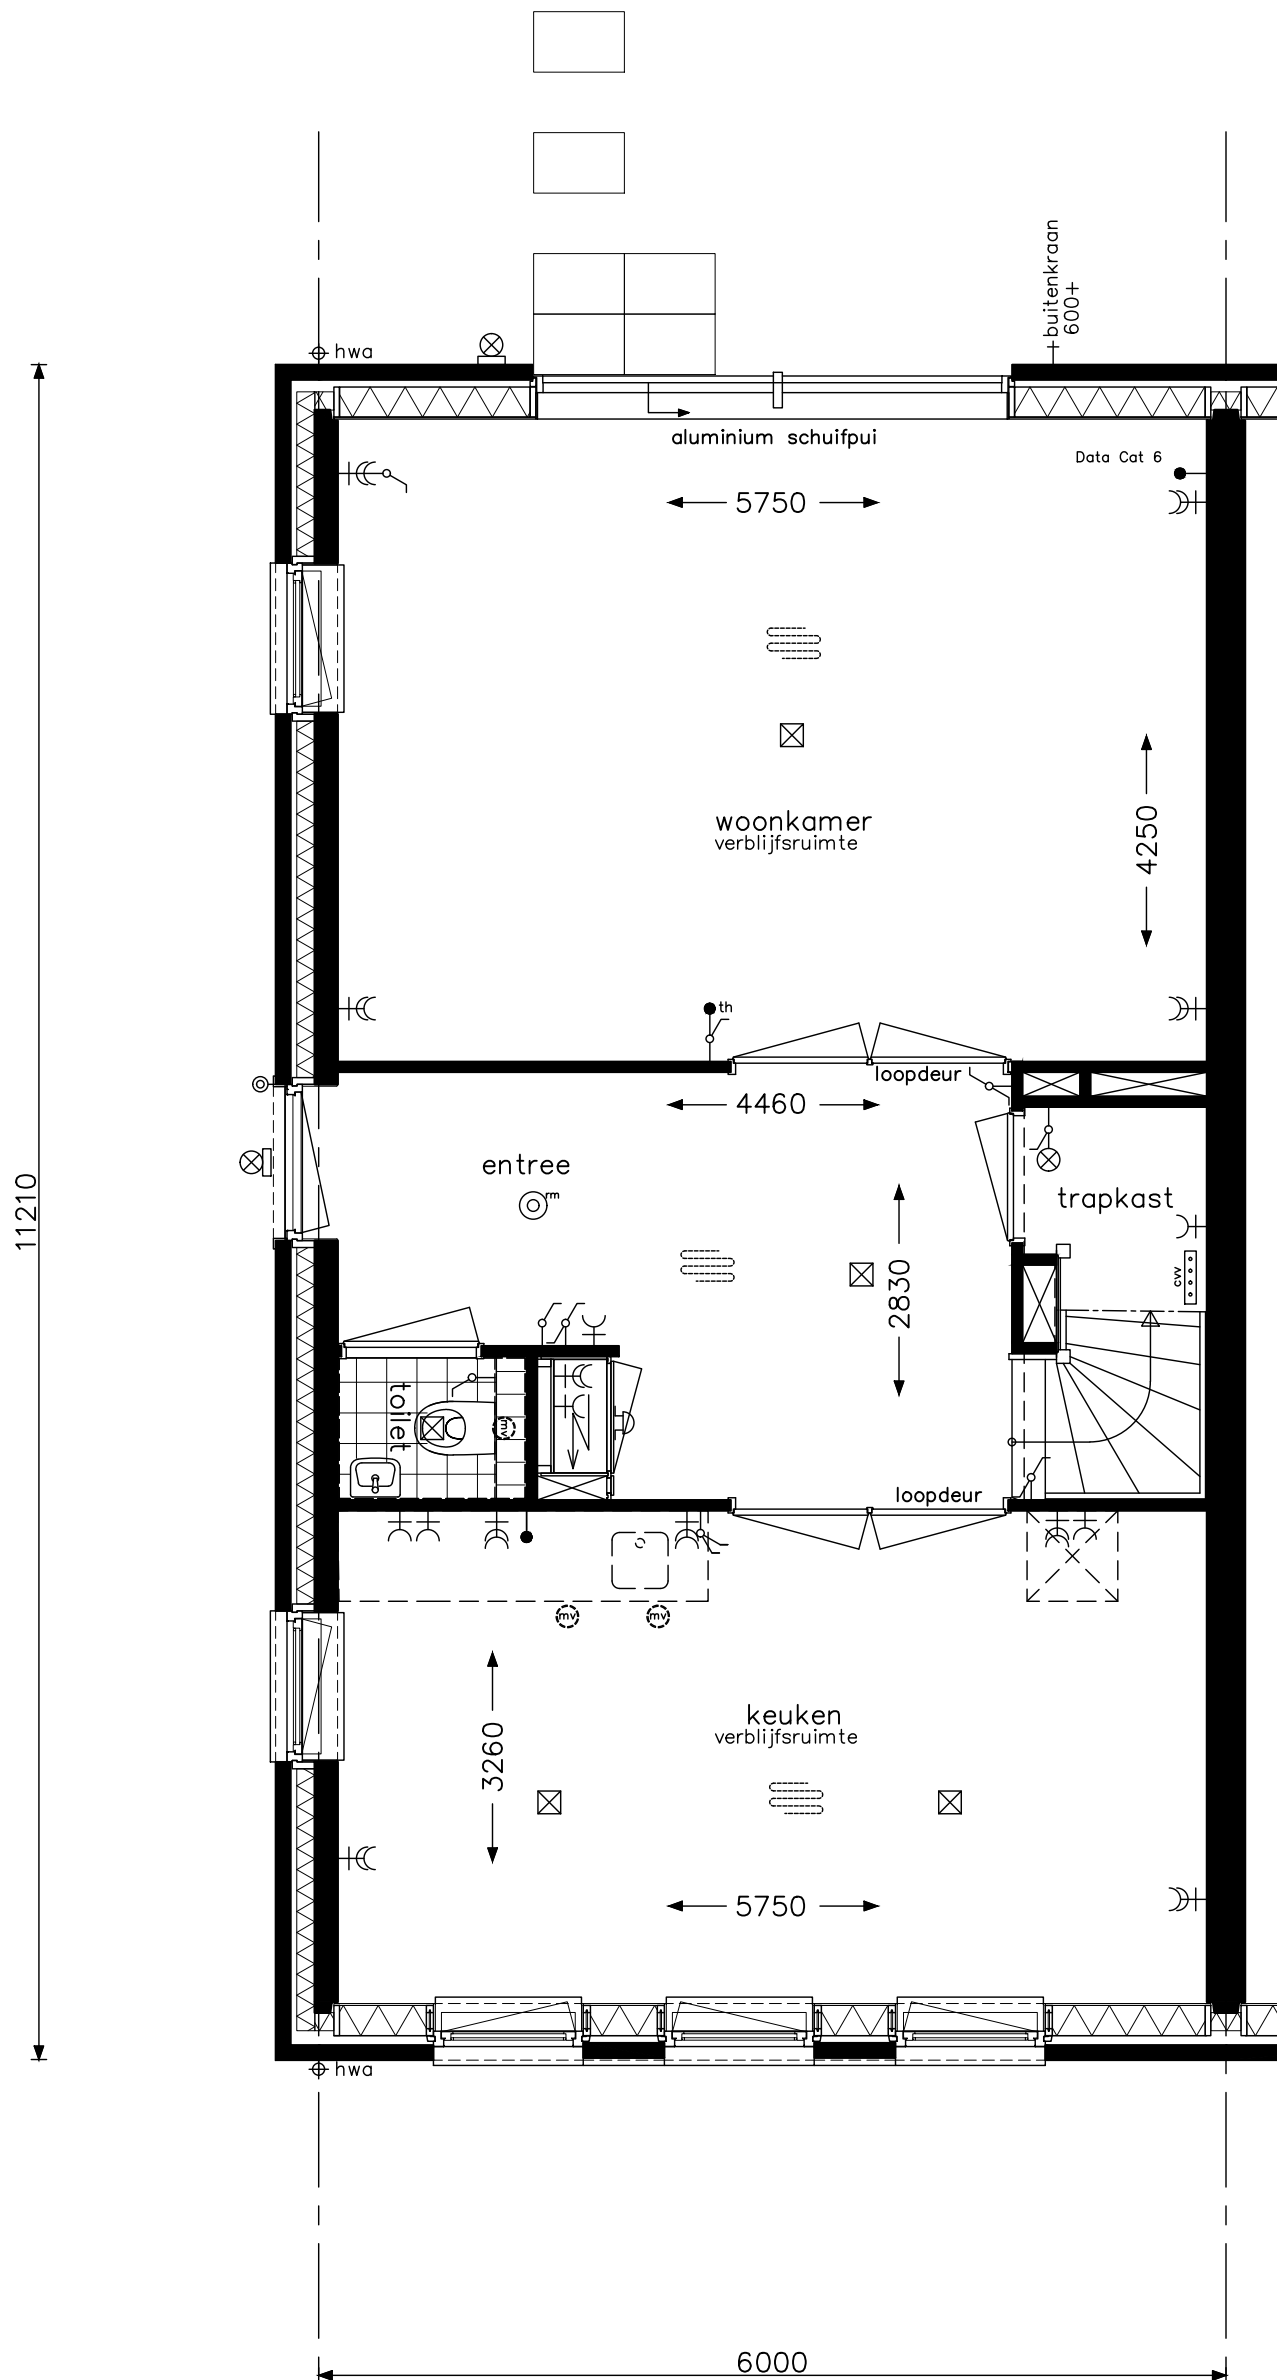 buitenkraan
600+
hwa
aluminium schuifpui
Data Cat 6
5750
woonkamer
verblijfsruimte
4250
th
loopdeur
4460
entree
rm
trapkast
11210
2830
cvv
toilet
mv
loopdeur
mv
mv
keuken
verblijfsruimte
3260
5750
hwa
6000